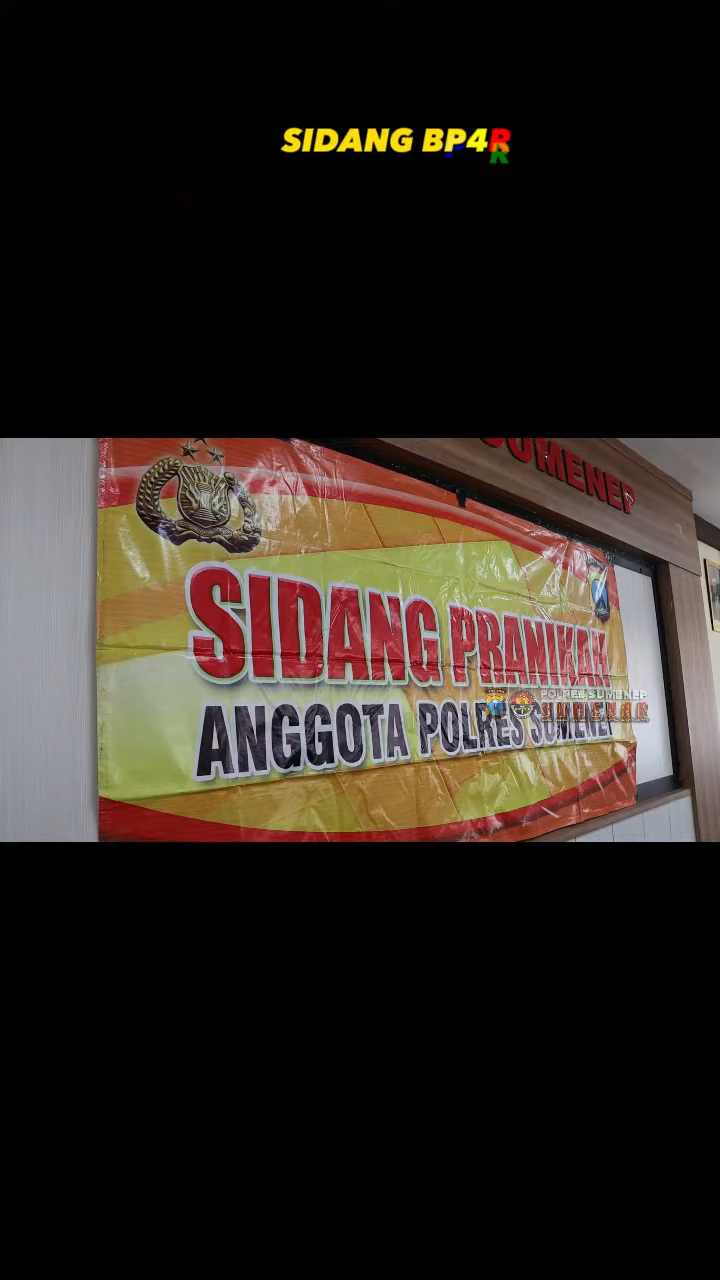 SIDANG BP4R
SUMENEP
SIDANG PRANIKAH
ANGGOTA POLRES SUMENEP
POLRES SUMENEP